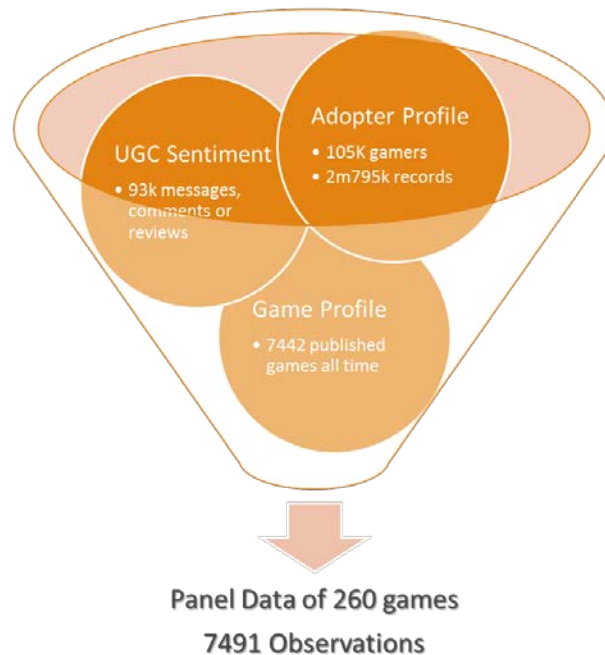 Adopter Profile
• 105K gamers
• 2m795k records
UGC Sentiment
• 93k messages,
comments or
reviews
Game Profile
• 7442 published
games all time
Panel Data of 260 games
7491 Observations